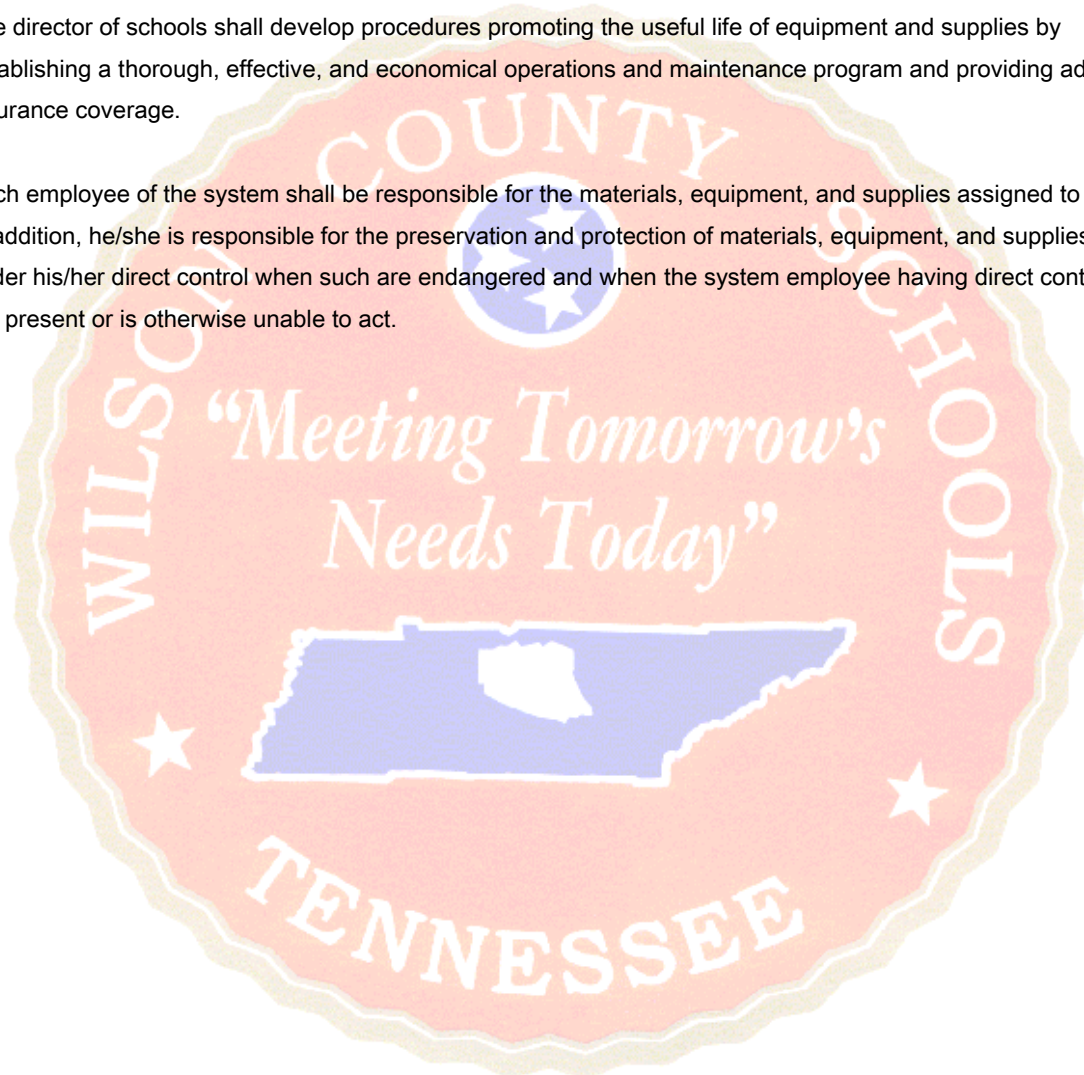 e director of schools shall develop procedures promoting the useful life of equipment and supplies by
ablishing a thorough, effective, and economical operations and maintenance program and providing ad
urance coverage.
ch employee of the system shall be responsible for the materials, equipment, and supplies assigned to
addition, he/she is responsible for the preservation and protection of materials, equipment, and supplies
der his/her direct control when such are endangered and when the system employee having direct cont
present or is otherwise unable to act.
WILSON COUNTY SCHOOLS
“Meeting Tomorrow's
Needs Today”
TENNESSEE